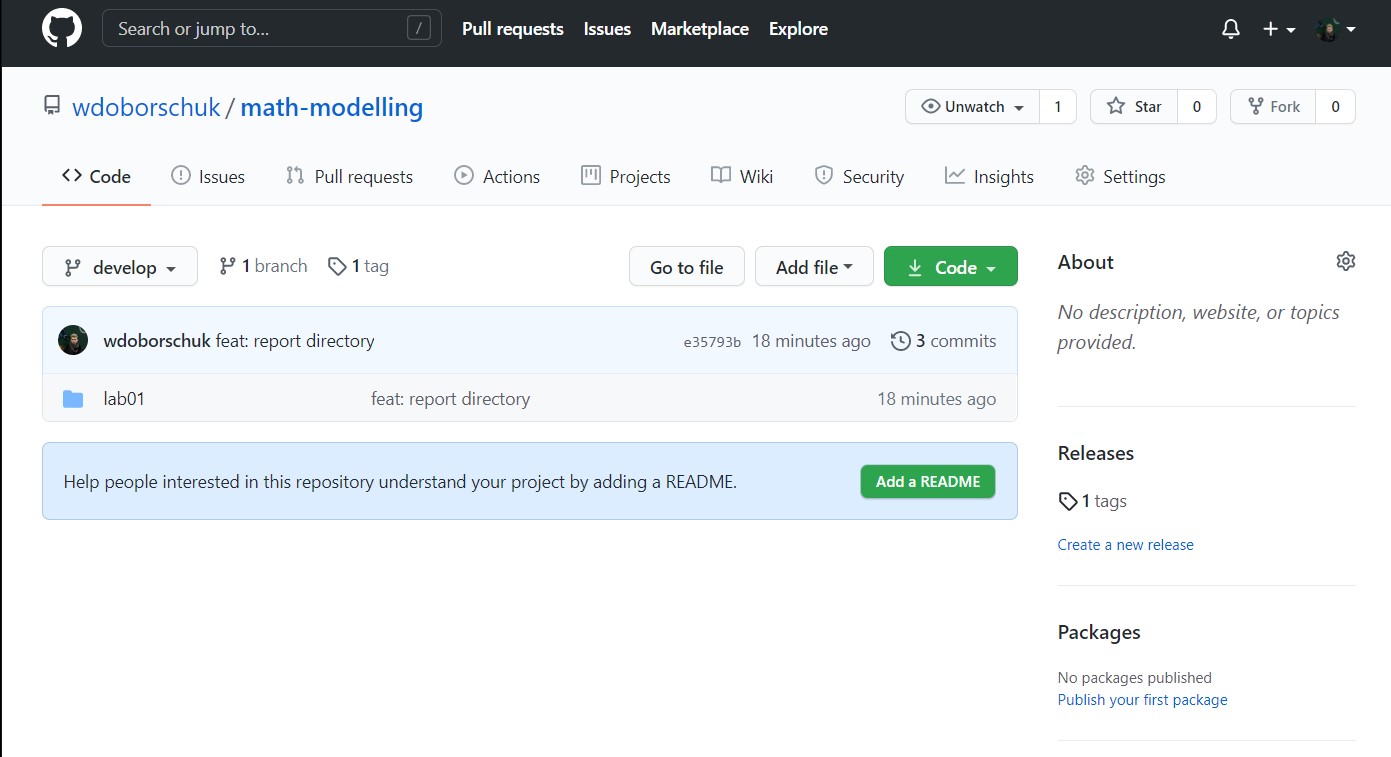 Search or jump to... /
Pull requests Issues Marketplace Explore
wdoborschuk / math-modelling
Unwatch 1 Star 0 Fork 0
Code Issues Pull requests Actions Projects Wiki Security Insights Settings
develop 1 branch 1 tag Go to file Add file Code
wdoborschuk feat: report directory e35793b 18 minutes ago 3 commits
lab01 feat: report directory 18 minutes ago
Help people interested in this repository understand your project by adding a README. Add a README
About
No description, website, or topics
provided.
Releases
1 tags
Create a new release
Packages
No packages published
Publish your first package